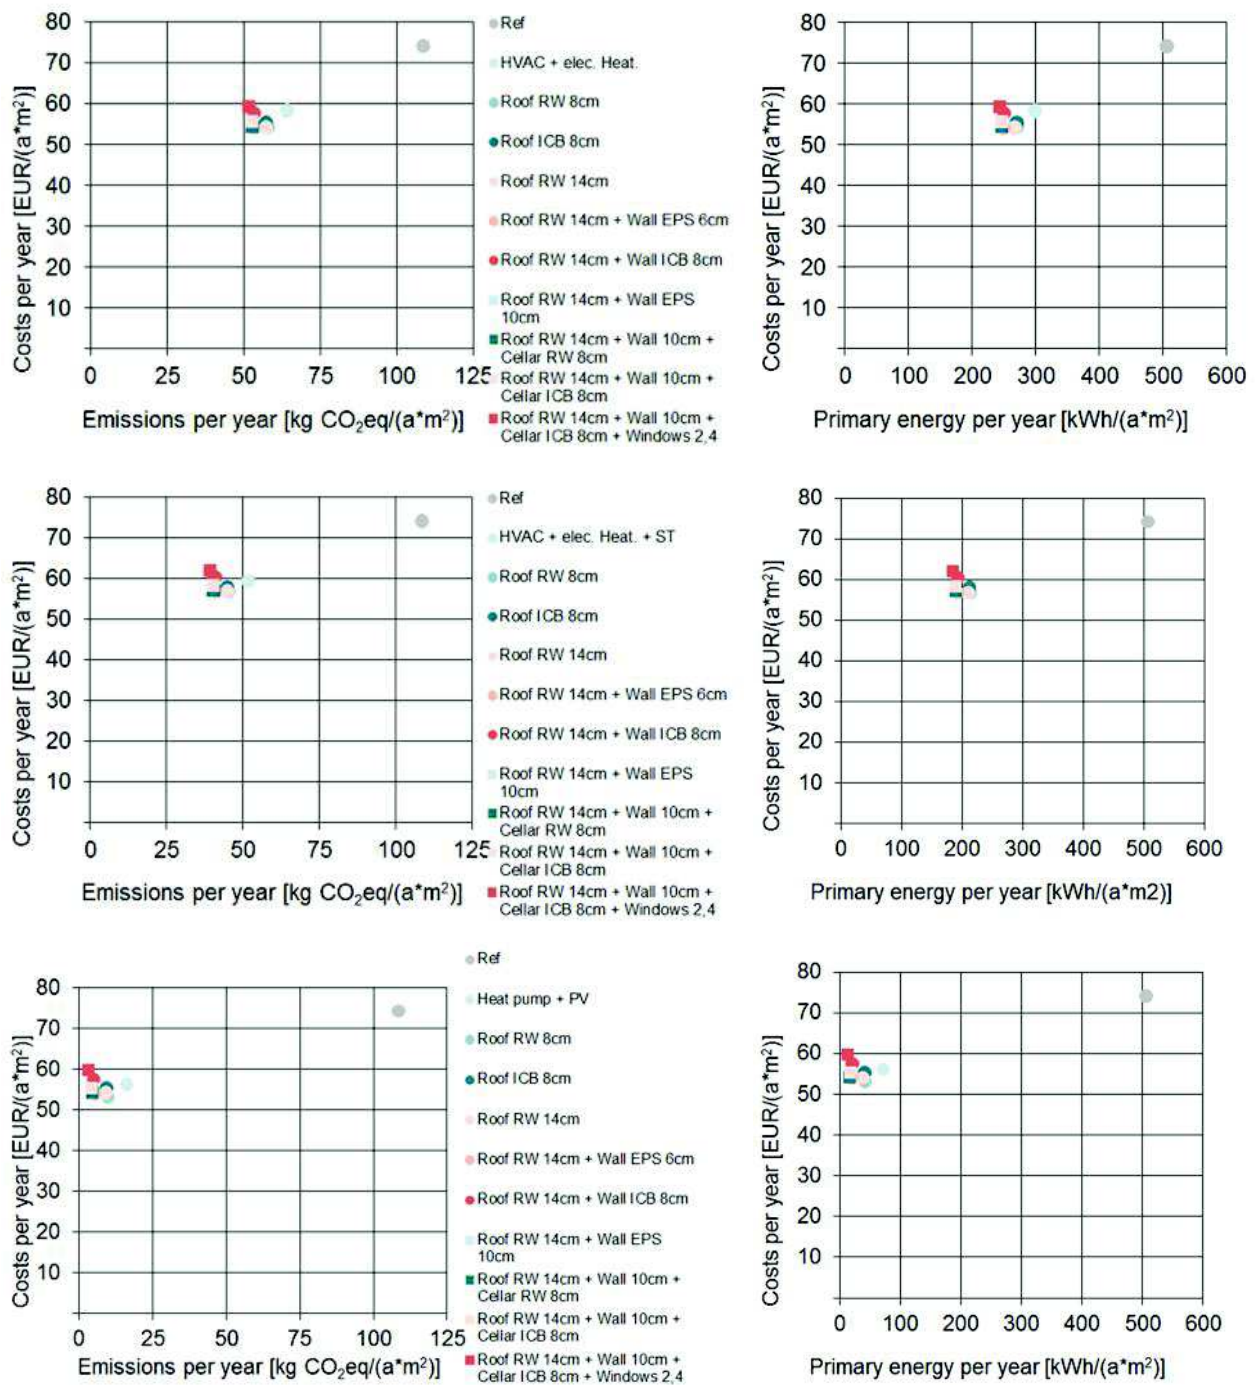 80
70
60
50
40
30
20
10
Costs per year [EUR/(a*m²)]
0 25 50 75 100 125
Emissions per year [kg CO₂eq/(a*m²)]
Ref
HVAC + elec. Heat.
Roof RW 8cm
Roof ICB 8cm
Roof RW 14cm
Roof RW 14cm + Wall EPS 6cm
Roof RW 14cm + Wall ICB 8cm
Roof RW 14cm + Wall EPS
10cm
Roof RW 14cm + Wall 10cm +
Cellar RW 8cm
Roof RW 14cm + Wall 10cm +
Cellar ICB 8cm
Roof RW 14cm + Wall 10cm +
Cellar ICB 8cm + Windows 2,4
80
70
60
50
40
30
20
10
Costs per year [EUR/(a*m²)]
0 100 200 300 400 500 600
Primary energy per year [kWh/(a*m²)]
80
70
60
50
40
30
20
10
Costs per year [EUR/(a*m²)]
0 25 50 75 100 125
Emissions per year [kg CO₂eq/(a*m²)]
Ref
HVAC + elec. Heat. + ST
Roof RW 8cm
Roof ICB 8cm
Roof RW 14cm
Roof RW 14cm + Wall EPS 6cm
Roof RW 14cm + Wall ICB 8cm
Roof RW 14cm + Wall EPS
10cm
Roof RW 14cm + Wall 10cm +
Cellar RW 8cm
Roof RW 14cm + Wall 10cm +
Cellar ICB 8cm
Roof RW 14cm + Wall 10cm +
Cellar ICB 8cm + Windows 2,4
80
70
60
50
40
30
20
10
Costs per year [EUR/(a*m²)]
0 100 200 300 400 500 600
Primary energy per year [kWh/(a*m2)]
80
70
60
50
40
30
20
10
Costs per year [EUR/(a*m²)]
0 25 50 75 100 125
Emissions per year [kg CO₂eq/(a*m²)]
Ref
Heat pump + PV
Roof RW 8cm
Roof ICB 8cm
Roof RW 14cm
Roof RW 14cm + Wall EPS 6cm
Roof RW 14cm + Wall ICB 8cm
Roof RW 14cm + Wall EPS
10cm
Roof RW 14cm + Wall 10cm +
Cellar RW 8cm
Roof RW 14cm + Wall 10cm +
Cellar ICB 8cm
Roof RW 14cm + Wall 10cm +
Cellar ICB 8cm + Windows 2,4
80
70
60
50
40
30
20
10
Costs per year [EUR/(a*m²)]
0 100 200 300 400 500 600
Primary energy per year [kWh/(a*m²)]